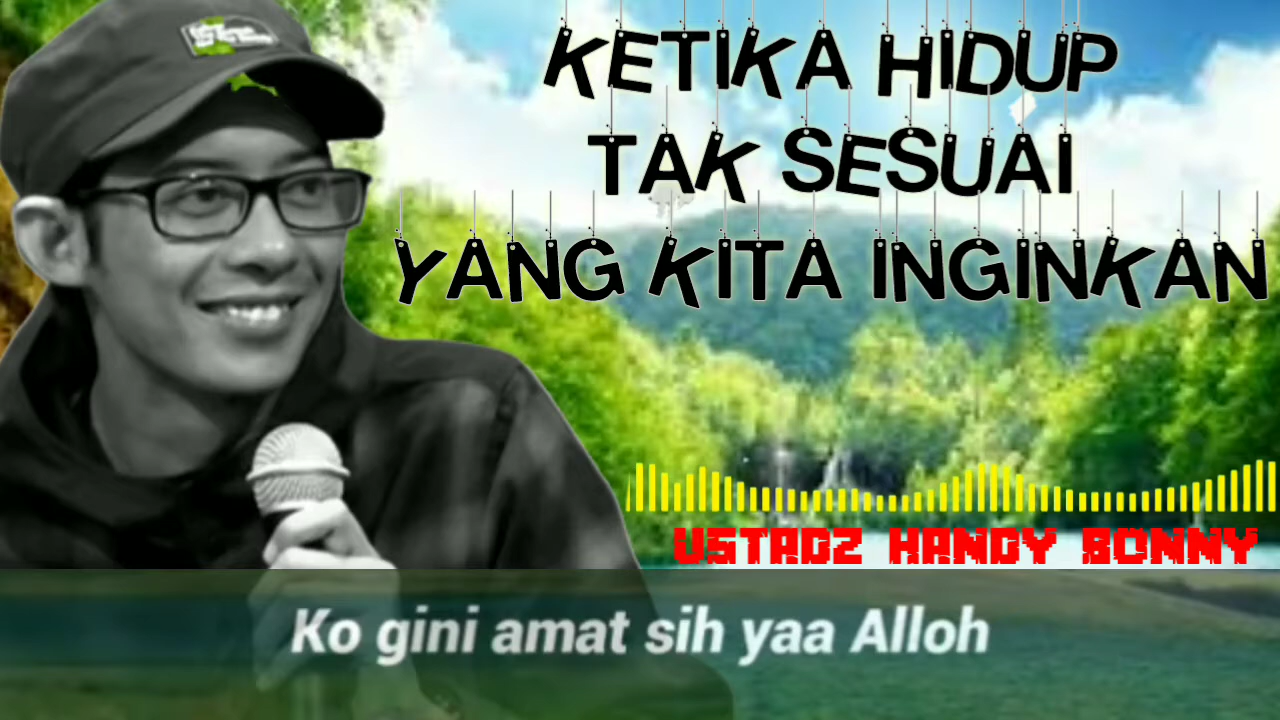 KETIKA HIDUP
TAK SESUAI
YANG KITA INGINKAN
USTADZ HANDY BONNY
Ko gini amat sih yaa Alloh